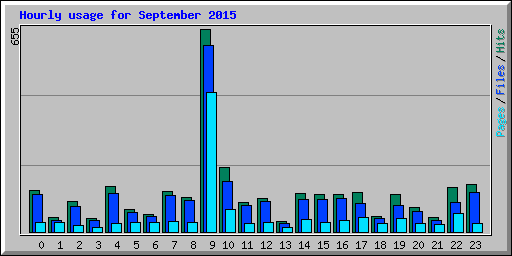 Hourly usage for September 2015
655
Pages/Files/Hits
0 1 2 3 4 5 6 7 8 9 10 11 12 13 14 15 16 17 18 19 20 21 22 23